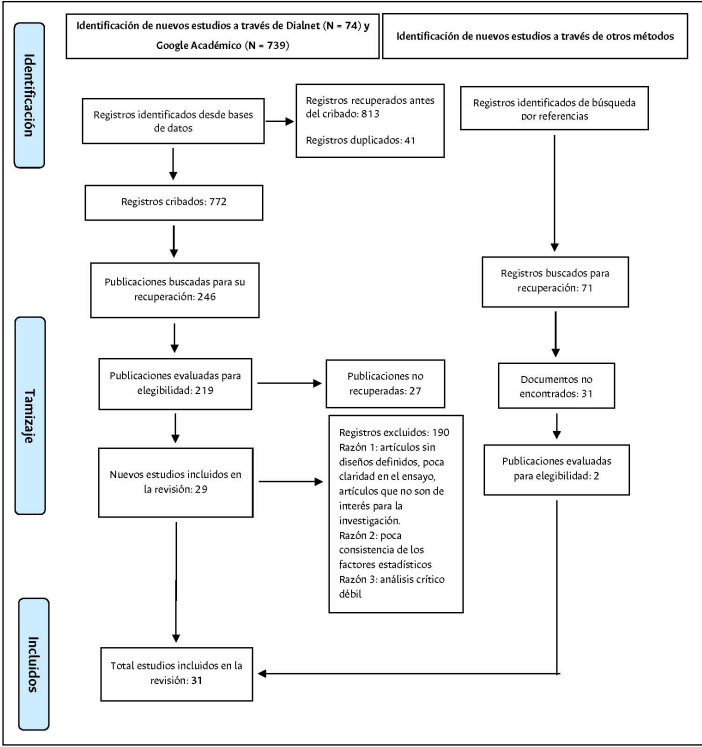 Identificación de nuevos estudios a través de Dialnet (N = 74) y
Google Académico (N = 739)
Identificación de nuevos estudios a través de otros métodos
Identificación
Registros identificados desde bases
de datos
Registros recuperados antes
del cribado: 813
Registros duplicados: 41
Registros identificados de búsqueda
por referencias
Registros cribados: 772
Publicaciones buscadas para su
recuperación: 246
Registros buscados para
recuperación: 71
Tamizaje
Publicaciones evaluadas para
elegibilidad: 219
Publicaciones no
recuperadas: 27
Documentos no
encontrados: 31
Nuevos estudios incluidos en
la revisión: 29
Registros excluidos: 190
Razón 1: artículos sin
diseños definidos, poca
claridad en el ensayo,
artículos que no son de
interés para la
investigación.
Razón 2: poca
consistencia de los
factores estadísticos
Razón 3: análisis crítico
débil
Publicaciones evaluadas
para elegibilidad: 2
Incluidos
Total estudios incluidos en la
revisión: 31